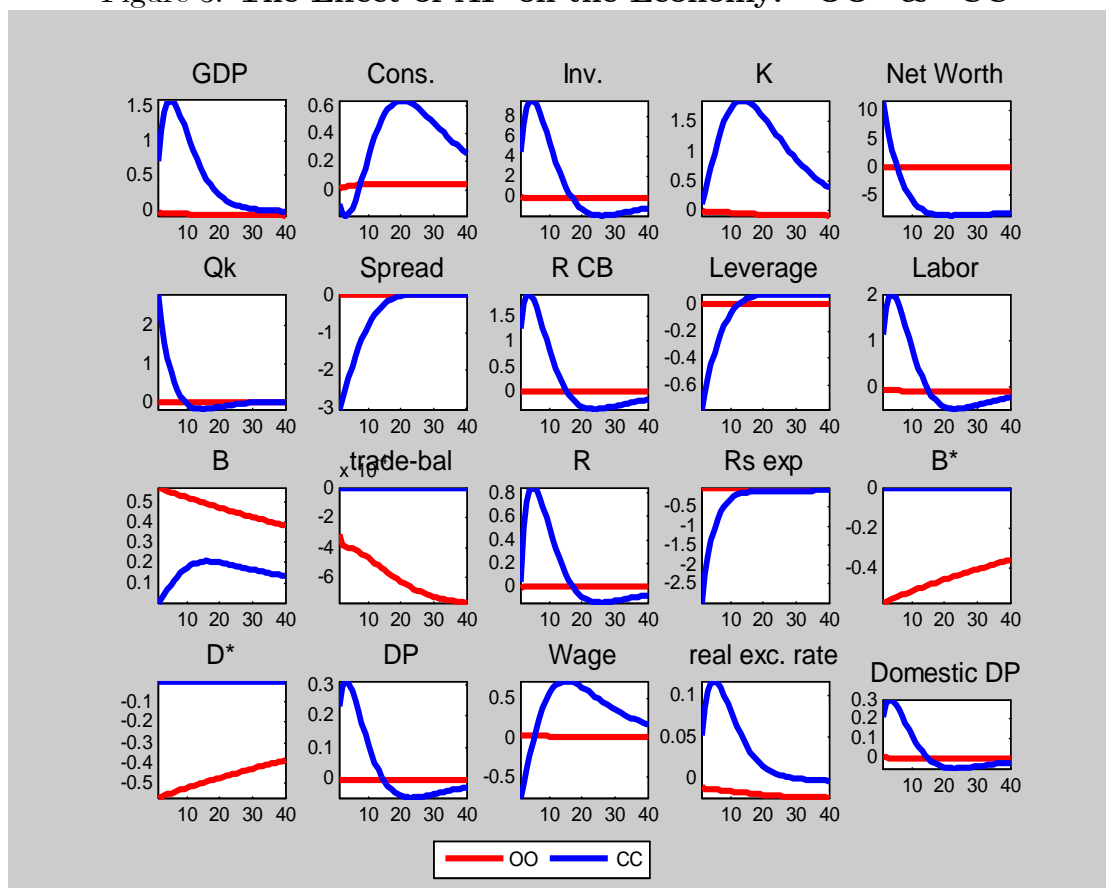 Figure The Effect of on the Economy: OO & CC
GDP
1.5
1
0.5
0
10 20 30 40
Cons.
0.6
0.4
0.2
0
10 20 30 40
Inv.
8
6
4
2
0
10 20 30 40
K
1.5
1
0.5
0
10 20 30 40
Net Worth
10
5
0
-5
10 20 30 40
Qk
2
1
0
10 20 30 40
Spread
0
-1
-2
-3
10 20 30 40
R CB
1.5
1
0.5
0
10 20 30 40
Leverage
0
-0.2
-0.4
-0.6
10 20 30 40
Labor
2
1
0
10 20 30 40
B
0.5
0.4
0.3
0.2
0.1
10 20 30 40
trade-bal
x 10
0
-2
-4
-6
10 20 30 40
R
0.8
0.6
0.4
0.2
0
10 20 30 40
Rs exp
-0.5
-1
-1.5
-2
-2.5
10 20 30 40
B*
0
-0.2
-0.4
10 20 30 40
D*
-0.1
-0.2
-0.3
-0.4
-0.5
10 20 30 40
DP
0.3
0.2
0.1
0
10 20 30 40
Wage
0.5
0
-0.5
10 20 30 40
real exc. rate
0.1
0.05
0
10 20 30 40
Domestic DP
0.3
0.2
0.1
0
10 20 30 40
OO CC